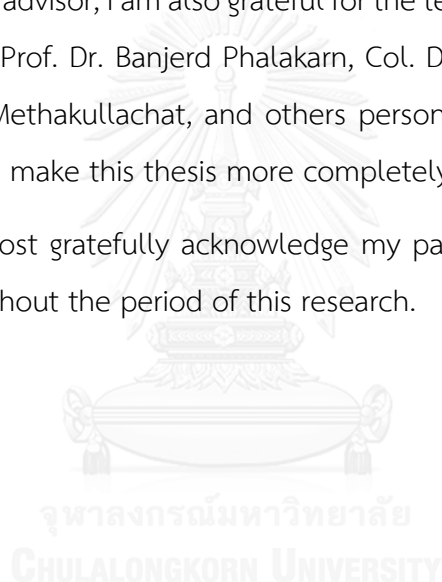 advisor, I am also grateful for the te
Prof. Dr. Banjerd Phalakarn, Col. D
Methakullachat, and others person
make this thesis more completely
ost gratefully acknowledge my pa
hout the period of this research.
จุฬาลงกรณ์มหาวิทยาลัย
CHULALONGKORN UNIVERSITY